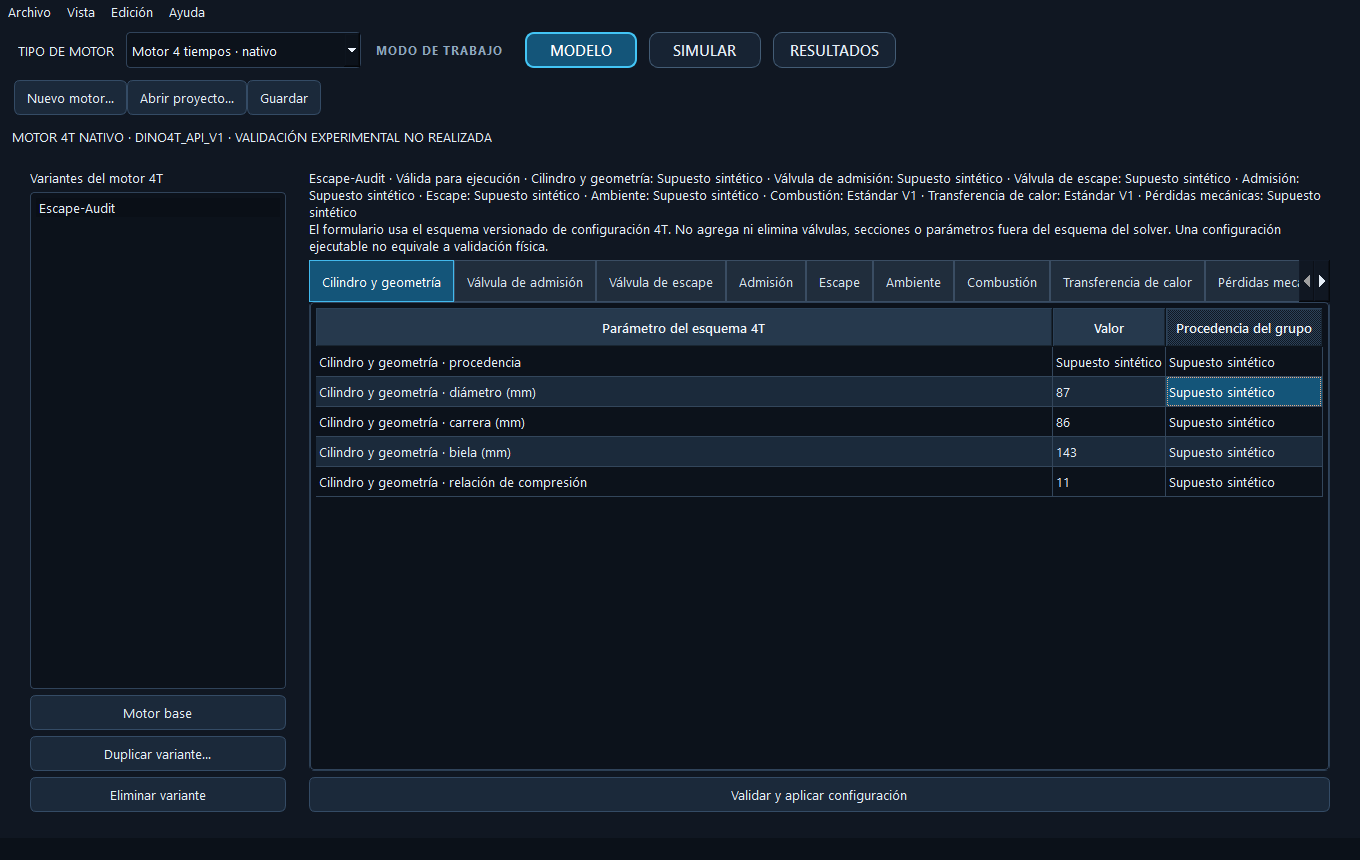 Archivo Vista Edición Ayuda
TIPO DE MOTOR Motor 4 tiempos · nativo MODO DE TRABAJO MODELO SIMULAR RESULTADOS
Nuevo motor... Abrir proyecto... Guardar
MOTOR 4T NATIVO · DINO4T_API_V1 · VALIDACIÓN EXPERIMENTAL NO REALIZADA
Variantes del motor 4T
Escape-Audit
Motor base
Duplicar variante...
Eliminar variante
Escape-Audit · Válida para ejecución · Cilindro y geometría: Supuesto sintético · Válvula de admisión: Supuesto sintético · Válvula de escape: Supuesto sintético · Admisión:
Supuesto sintético · Escape: Supuesto sintético · Ambiente: Supuesto sintético · Combustión: Estándar V1 · Transferencia de calor: Estándar V1 · Pérdidas mecánicas: Supuesto
sintético
El formulario usa el esquema versionado de configuración 4T. No agrega ni elimina válvulas, secciones o parámetros fuera del esquema del solver. Una configuración
ejecutable no equivale a validación física.
Cilindro y geometría Válvula de admisión Válvula de escape Admisión Escape Ambiente Combustión Transferencia de calor Pérdidas meca
Parámetro del esquema 4T Valor Procedencia del grupo
Cilindro y geometría · procedencia Supuesto sintético Supuesto sintético
Cilindro y geometría · diámetro (mm) 87 Supuesto sintético
Cilindro y geometría · carrera (mm) 86 Supuesto sintético
Cilindro y geometría · biela (mm) 143 Supuesto sintético
Cilindro y geometría · relación de compresión 11 Supuesto sintético
Validar y aplicar configuración